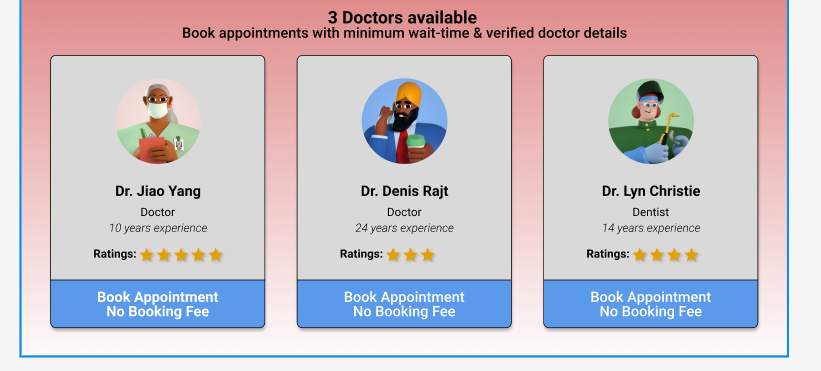 3 Doctors available
Book appointments with minimum wait-time & verified doctor details
Dr. Jiao Yang
Doctor
10 years experience
Ratings:
Book Appointment
No Booking Fee
Dr. Denis Rajt
Doctor
24 years experience
Ratings:
Book Appointment
No Booking Fee
Dr. Lyn Christie
Dentist
14 years experience
Ratings:
Book Appointment
No Booking Fee